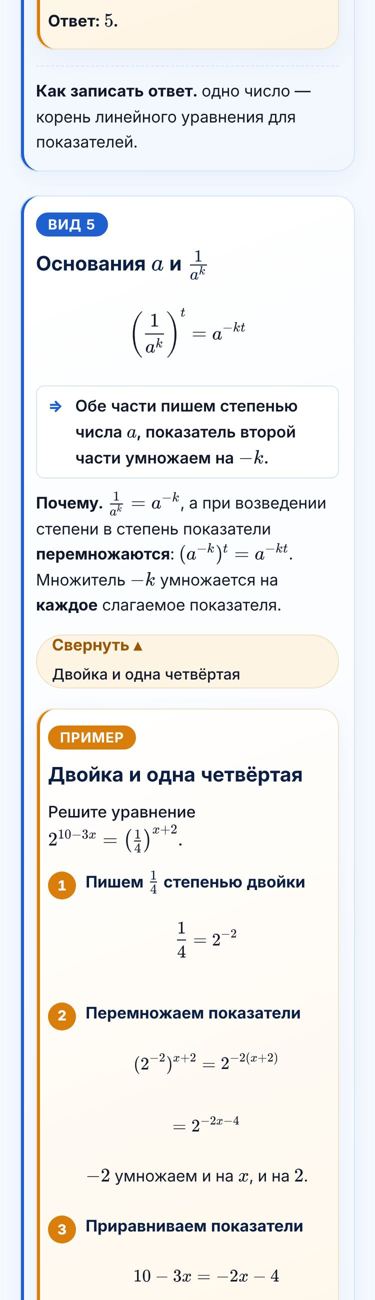 Ответ: 5.
Как записать ответ. одно число —
корень линейного уравнения для
показателей.
ВИД 5
Основания a и 1/a^k
(1/a^k)^t = a^{-kt}
⇒ Обе части пишем степенью
числа a, показатель второй
части умножаем на −k.
Почему. 1/a^k = a^{-k}, а при возведении
степени в степень показатели
перемножаются: (a^{-k})^t = a^{-kt}.
Множитель −k умножается на
каждое слагаемое показателя.
Свернуть ▴
Двойка и одна четвёртая
ПРИМЕР
Двойка и одна четвёртая
Решите уравнение
2^{10−3x} = (1/4)^{x+2}.
1 Пишем 1/4 степенью двойки
1/4 = 2^{-2}
2 Перемножаем показатели
(2^{-2})^{x+2} = 2^{-2(x+2)}
= 2^{-2x-4}
−2 умножаем и на x, и на 2.
3 Приравниваем показатели
10 − 3x = −2x − 4